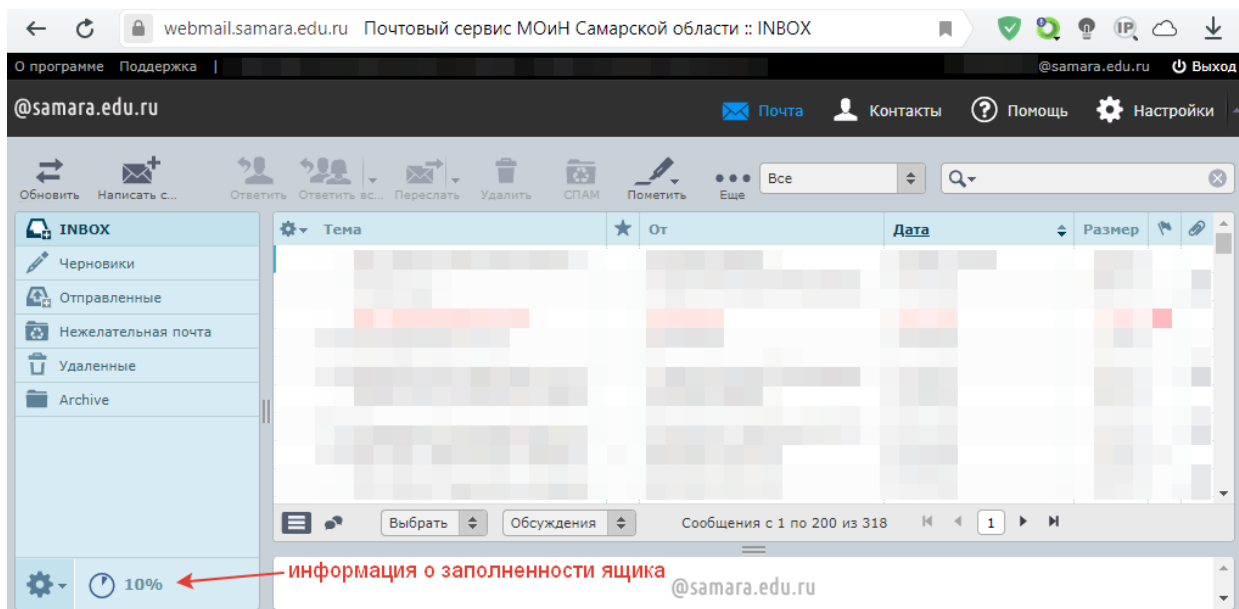 webmail.samara.edu.ru Почтовый сервис МОиН Самарской области :: INBOX
IP
О программе Поддержка | @samara.edu.ru Выход
@samara.edu.ru Почта Контакты ? Помощь Настройки
Обновить Написать с... Ответить Ответить вс... Переслать Удалить СПАМ Пометить Еще Все
INBOX Тема От Дата Размер
Черновики
Отправленные
Нежелательная почта
Удаленные
Archive
Выбрать Обсуждения Сообщения с 1 по 200 из 318 1
10% информация о заполненности ящика
@samara.edu.ru